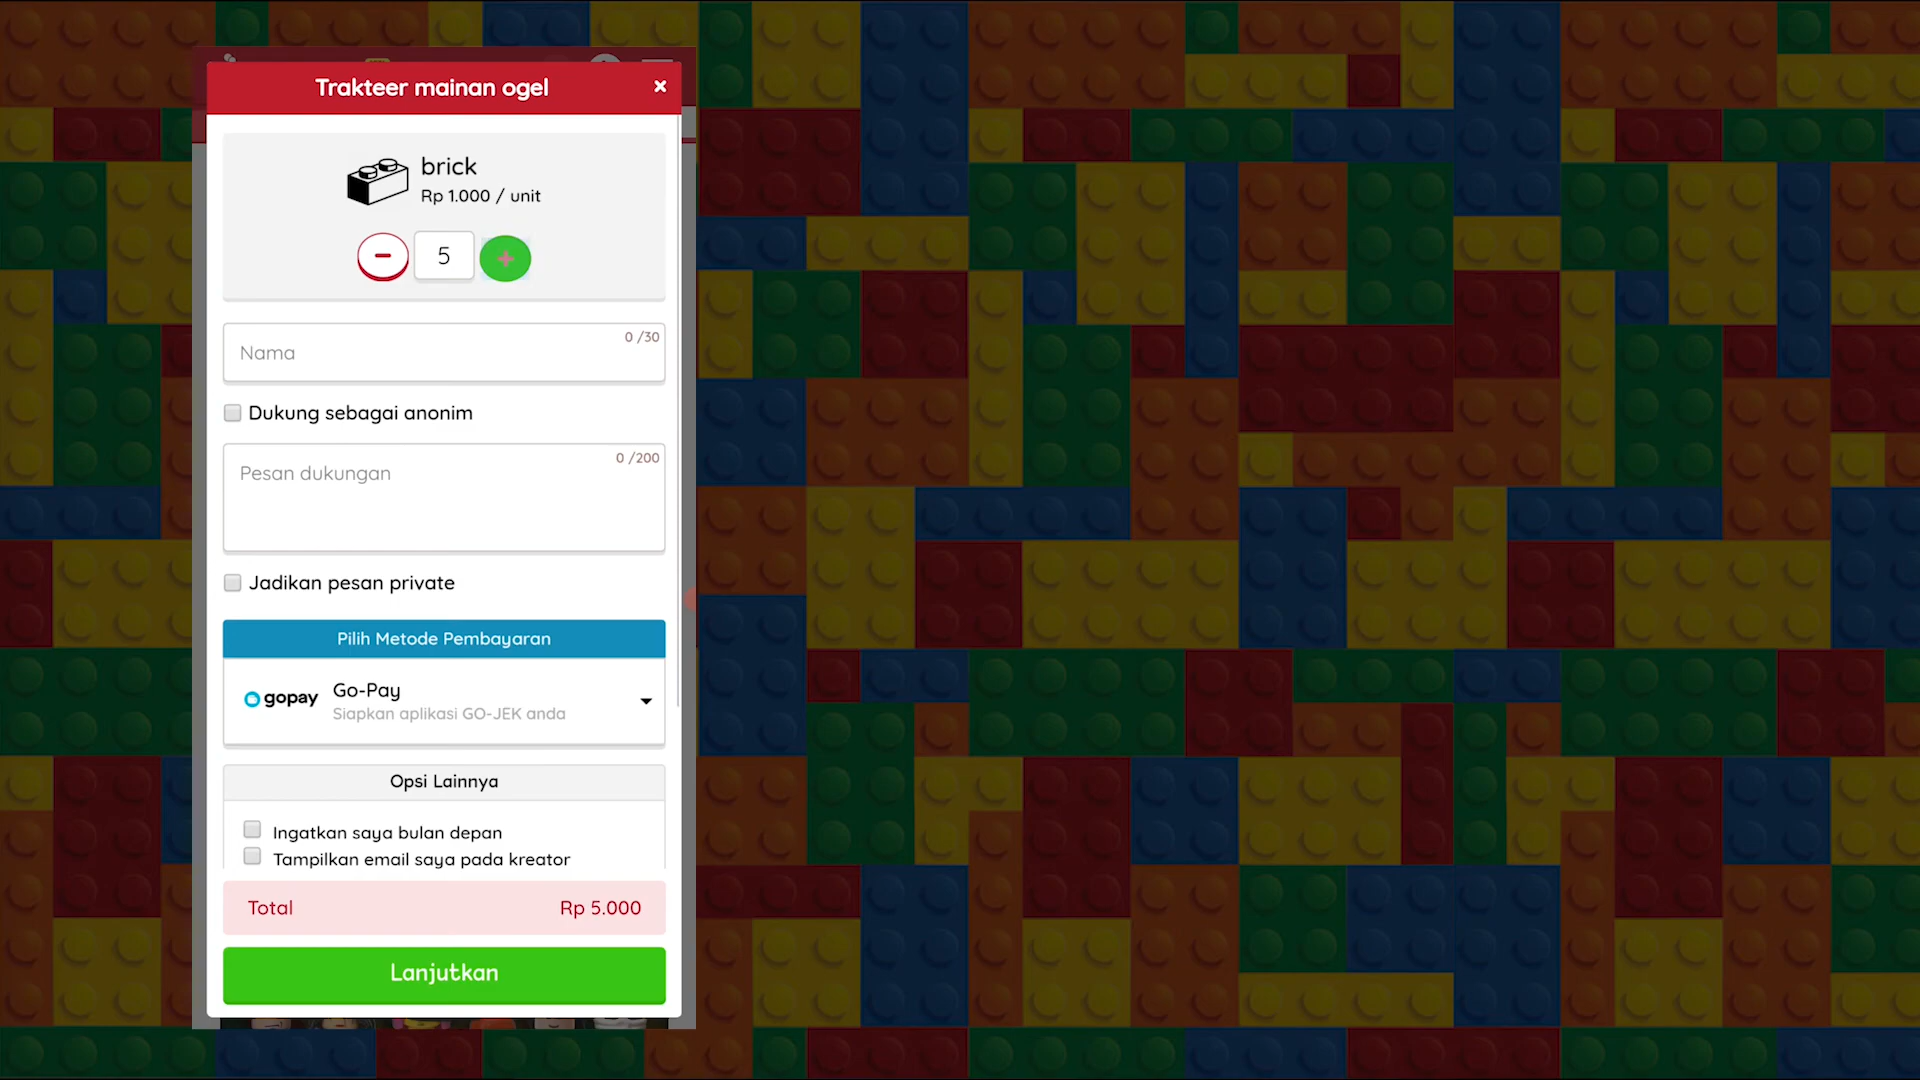 Trakteer mainan ogel
brick
Rp 1.000 / unit
5
0 /30
Nama
Dukung sebagai anonim
0 /200
Pesan dukungan
Jadikan pesan private
Pilih Metode Pembayaran
gopay
Go-Pay
Siapkan aplikasi GO-JEK anda
Opsi Lainnya
Ingatkan saya bulan depan
Tampilkan email saya pada kreator
Total Rp 5.000
Lanjutkan